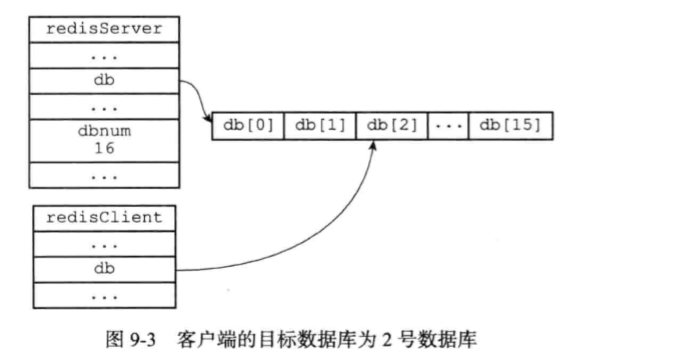 redisServer
...
db
...
dbnum
16
...
db[0] db[1] db[2] ... db[15]
redisClient
...
db
...
图 9-3 客户端的目标数据库为 2 号数据库